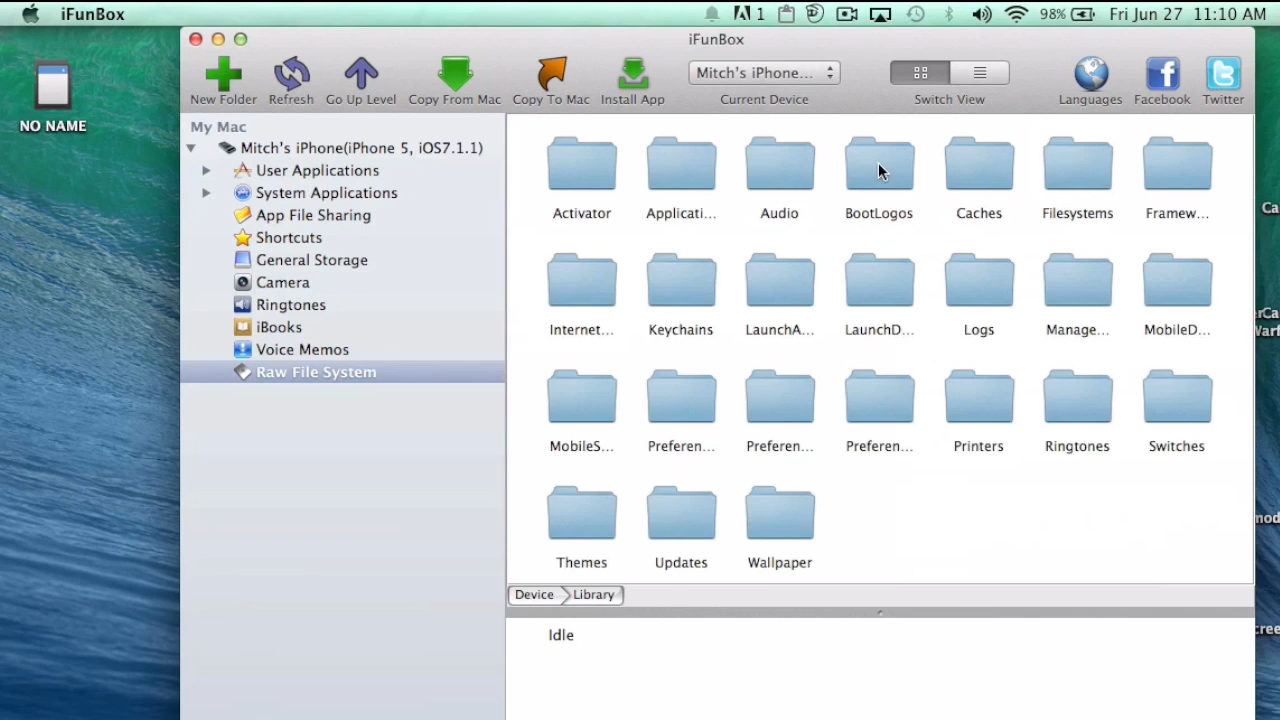 iFunBox
1
98%
Fri Jun 27 11:10 AM
NO NAME
iFunBox
New Folder
Refresh
Go Up Level
Copy From Mac
Copy To Mac
Install App
Mitch's iPhone...
Current Device
Switch View
Languages
Facebook
Twitter
My Mac
Mitch's iPhone(iPhone 5, iOS7.1.1)
User Applications
System Applications
App File Sharing
Shortcuts
General Storage
Camera
Ringtones
iBooks
Voice Memos
Raw File System
Activator
Applicati...
Audio
BootLogos
Caches
Filesystems
Framew...
Internet...
Keychains
LaunchA...
LaunchD...
Logs
Manage...
MobileD...
MobileS...
Preferen...
Preferen...
Preferen...
Printers
Ringtones
Switches
Themes
Updates
Wallpaper
Device
Library
Idle